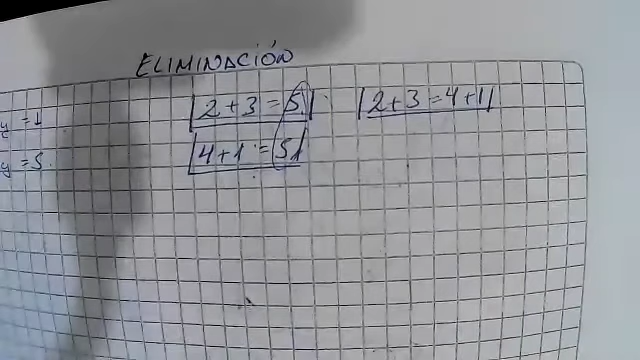 ELIMINACIÓN
y = 1
2 + 3 = 5
2 + 3 = 4 + 1
y = 5
4 + 1 = 5